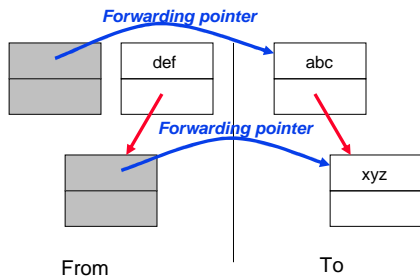 Forwarding pointer
def
abc
Forwarding pointer
xyz
From
To